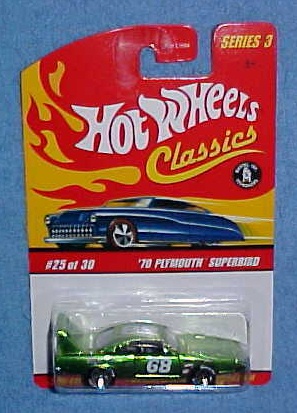 SERIES 3
Hot Wheels
Classics
#25 of 30
'70 PLYMOUTH SUPERBIRD
68